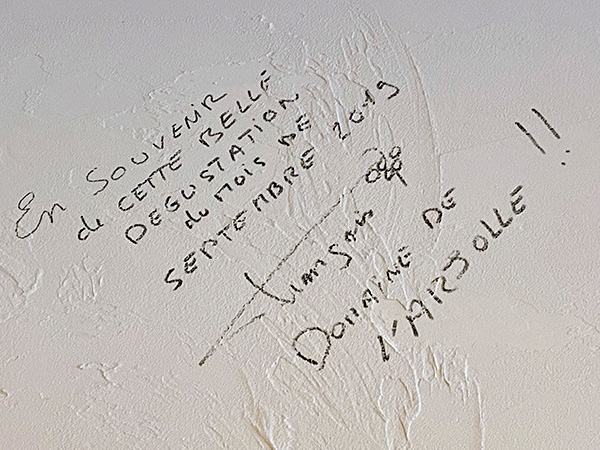 En SOUVENIR
de CETTE BELLE
DEGUSTATION
du MOIS DE
SEPTEMBRE 2019
DOMAINE DE
L'ARJOLLE !!